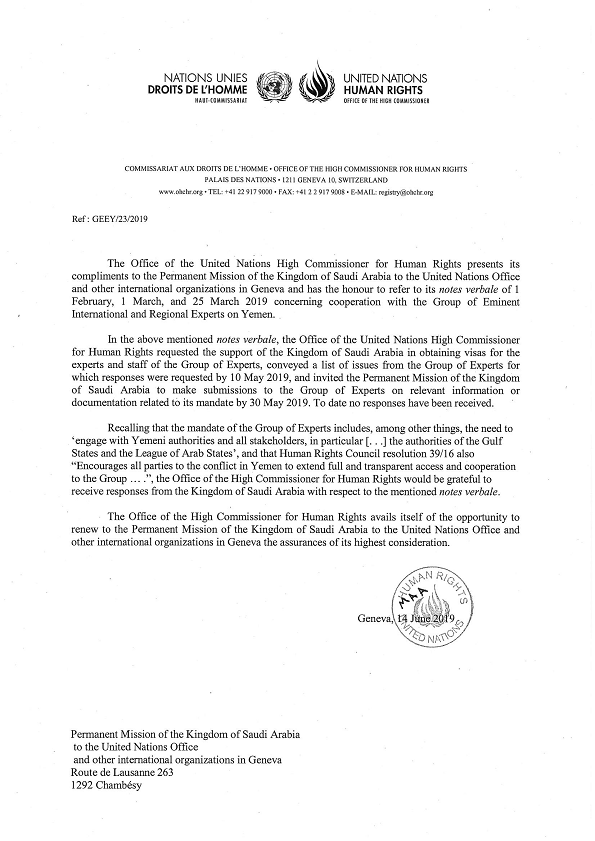 NATIONS UNIES
DROITS DE L'HOMME
HAUT-COMMISSARIAT
UNITED NATIONS
HUMAN RIGHTS
OFFICE OF THE HIGH COMMISSIONER
COMMISSARIAT AUX DROITS DE L'HOMME • OFFICE OF THE HIGH COMMISSIONER FOR HUMAN RIGHTS
PALAIS DES NATIONS • 1211 GENEVA 10, SWITZERLAND
www.ohchr.org • TEL: +41 22 917 9000 • FAX: +41 2 2 917 9008 • E-MAIL: registry@ohchr.org
Ref : GEEY/23/2019
The Office of the United Nations High Commissioner for Human Rights presents its
compliments to the Permanent Mission of the Kingdom of Saudi Arabia to the United Nations Office
and other international organizations in Geneva and has the honour to refer to its notes verbale of 1
February, 1 March, and 25 March 2019 concerning cooperation with the Group of Eminent
International and Regional Experts on Yemen.
In the above mentioned notes verbale, the Office of the United Nations High Commissioner
for Human Rights requested the support of the Kingdom of Saudi Arabia in obtaining visas for the
experts and staff of the Group of Experts, conveyed a list of issues from the Group of Experts for
which responses were requested by 10 May 2019, and invited the Permanent Mission of the Kingdom
of Saudi Arabia to make submissions to the Group of Experts on relevant information or
documentation related to its mandate by 30 May 2019. To date no responses have been received.
Recalling that the mandate of the Group of Experts includes, among other things, the need to
‘engage with Yemeni authorities and all stakeholders, in particular [. . .] the authorities of the Gulf
States and the League of Arab States’, and that Human Rights Council resolution 39/16 also
“Encourages all parties to the conflict in Yemen to extend full and transparent access and cooperation
to the Group … .”, the Office of the High Commissioner for Human Rights would be grateful to
receive responses from the Kingdom of Saudi Arabia with respect to the mentioned notes verbale.
The Office of the High Commissioner for Human Rights avails itself of the opportunity to
renew to the Permanent Mission of the Kingdom of Saudi Arabia to the United Nations Office and
other international organizations in Geneva the assurances of its highest consideration.
HUMAN RIGHTS
MAA
Geneva, 14 June 2019
UNITED NATIONS
Permanent Mission of the Kingdom of Saudi Arabia
to the United Nations Office
and other international organizations in Geneva
Route de Lausanne 263
1292 Chambésy